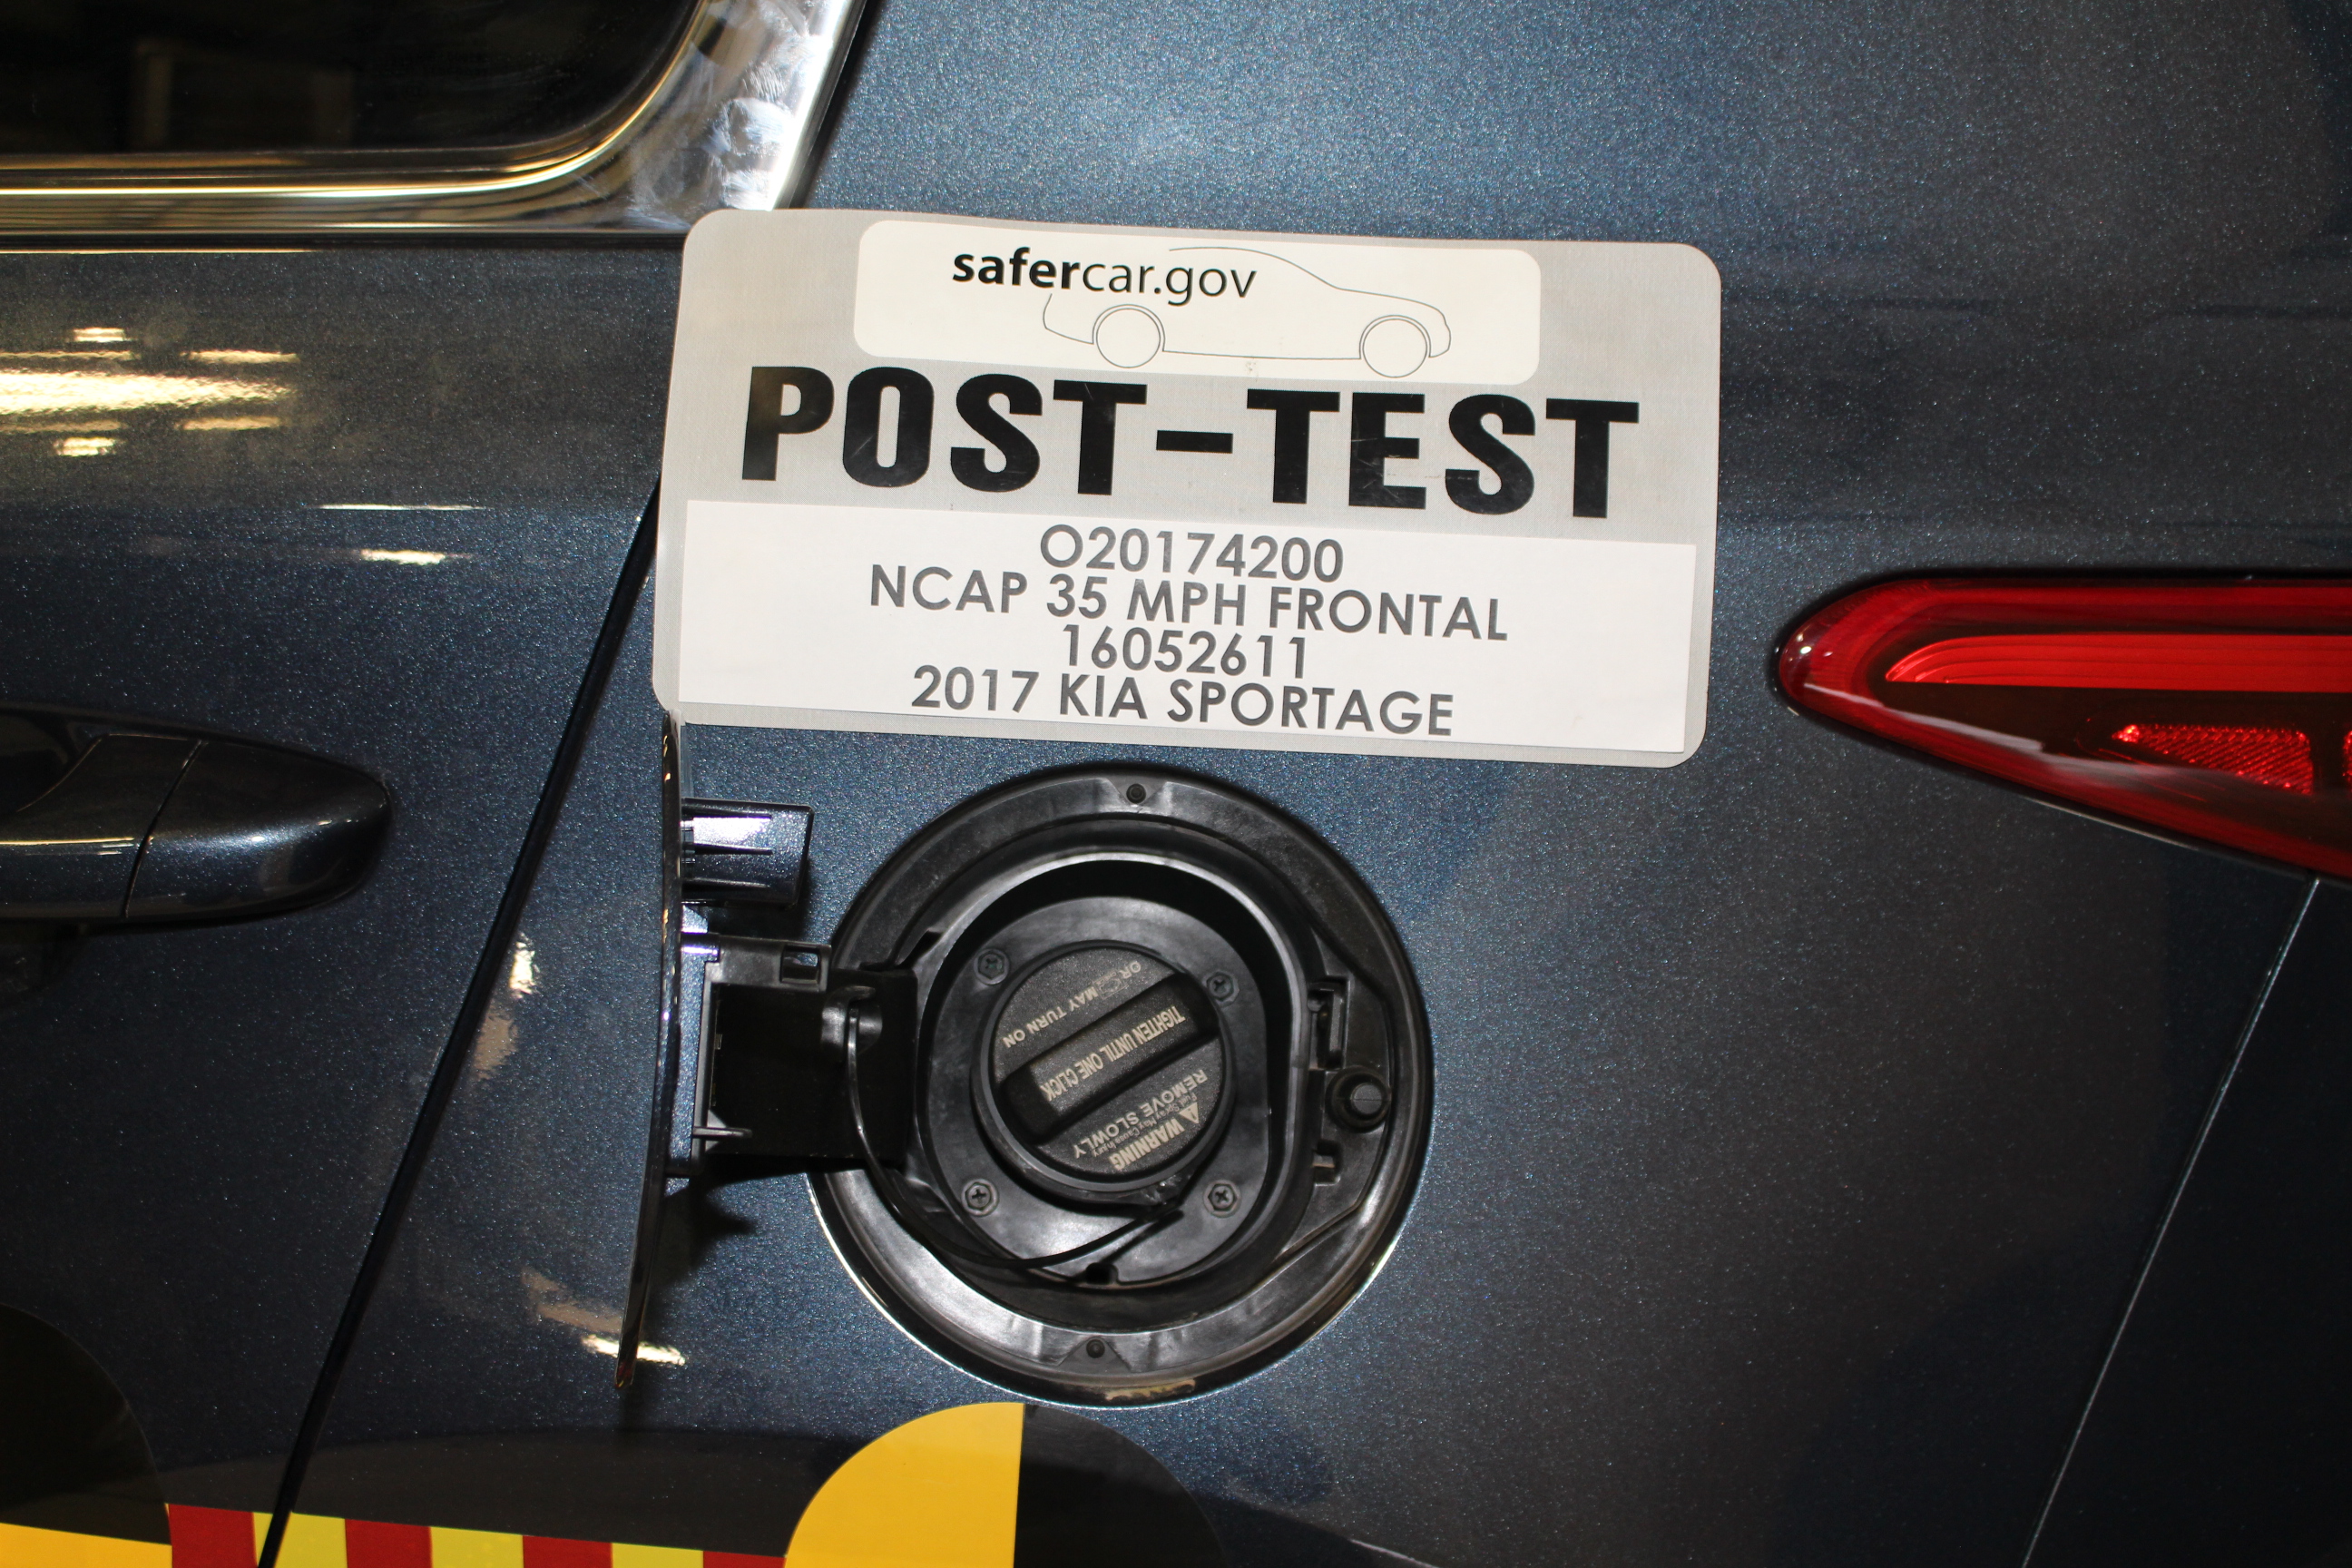 safercar.gov
POST-TEST
O20174200
NCAP 35 MPH FRONTAL
16052611
2017 KIA SPORTAGE
OR MAY TURN ON
TIGHTEN UNTIL ONE CLICK
REMOVE SLOWLY
WARNING